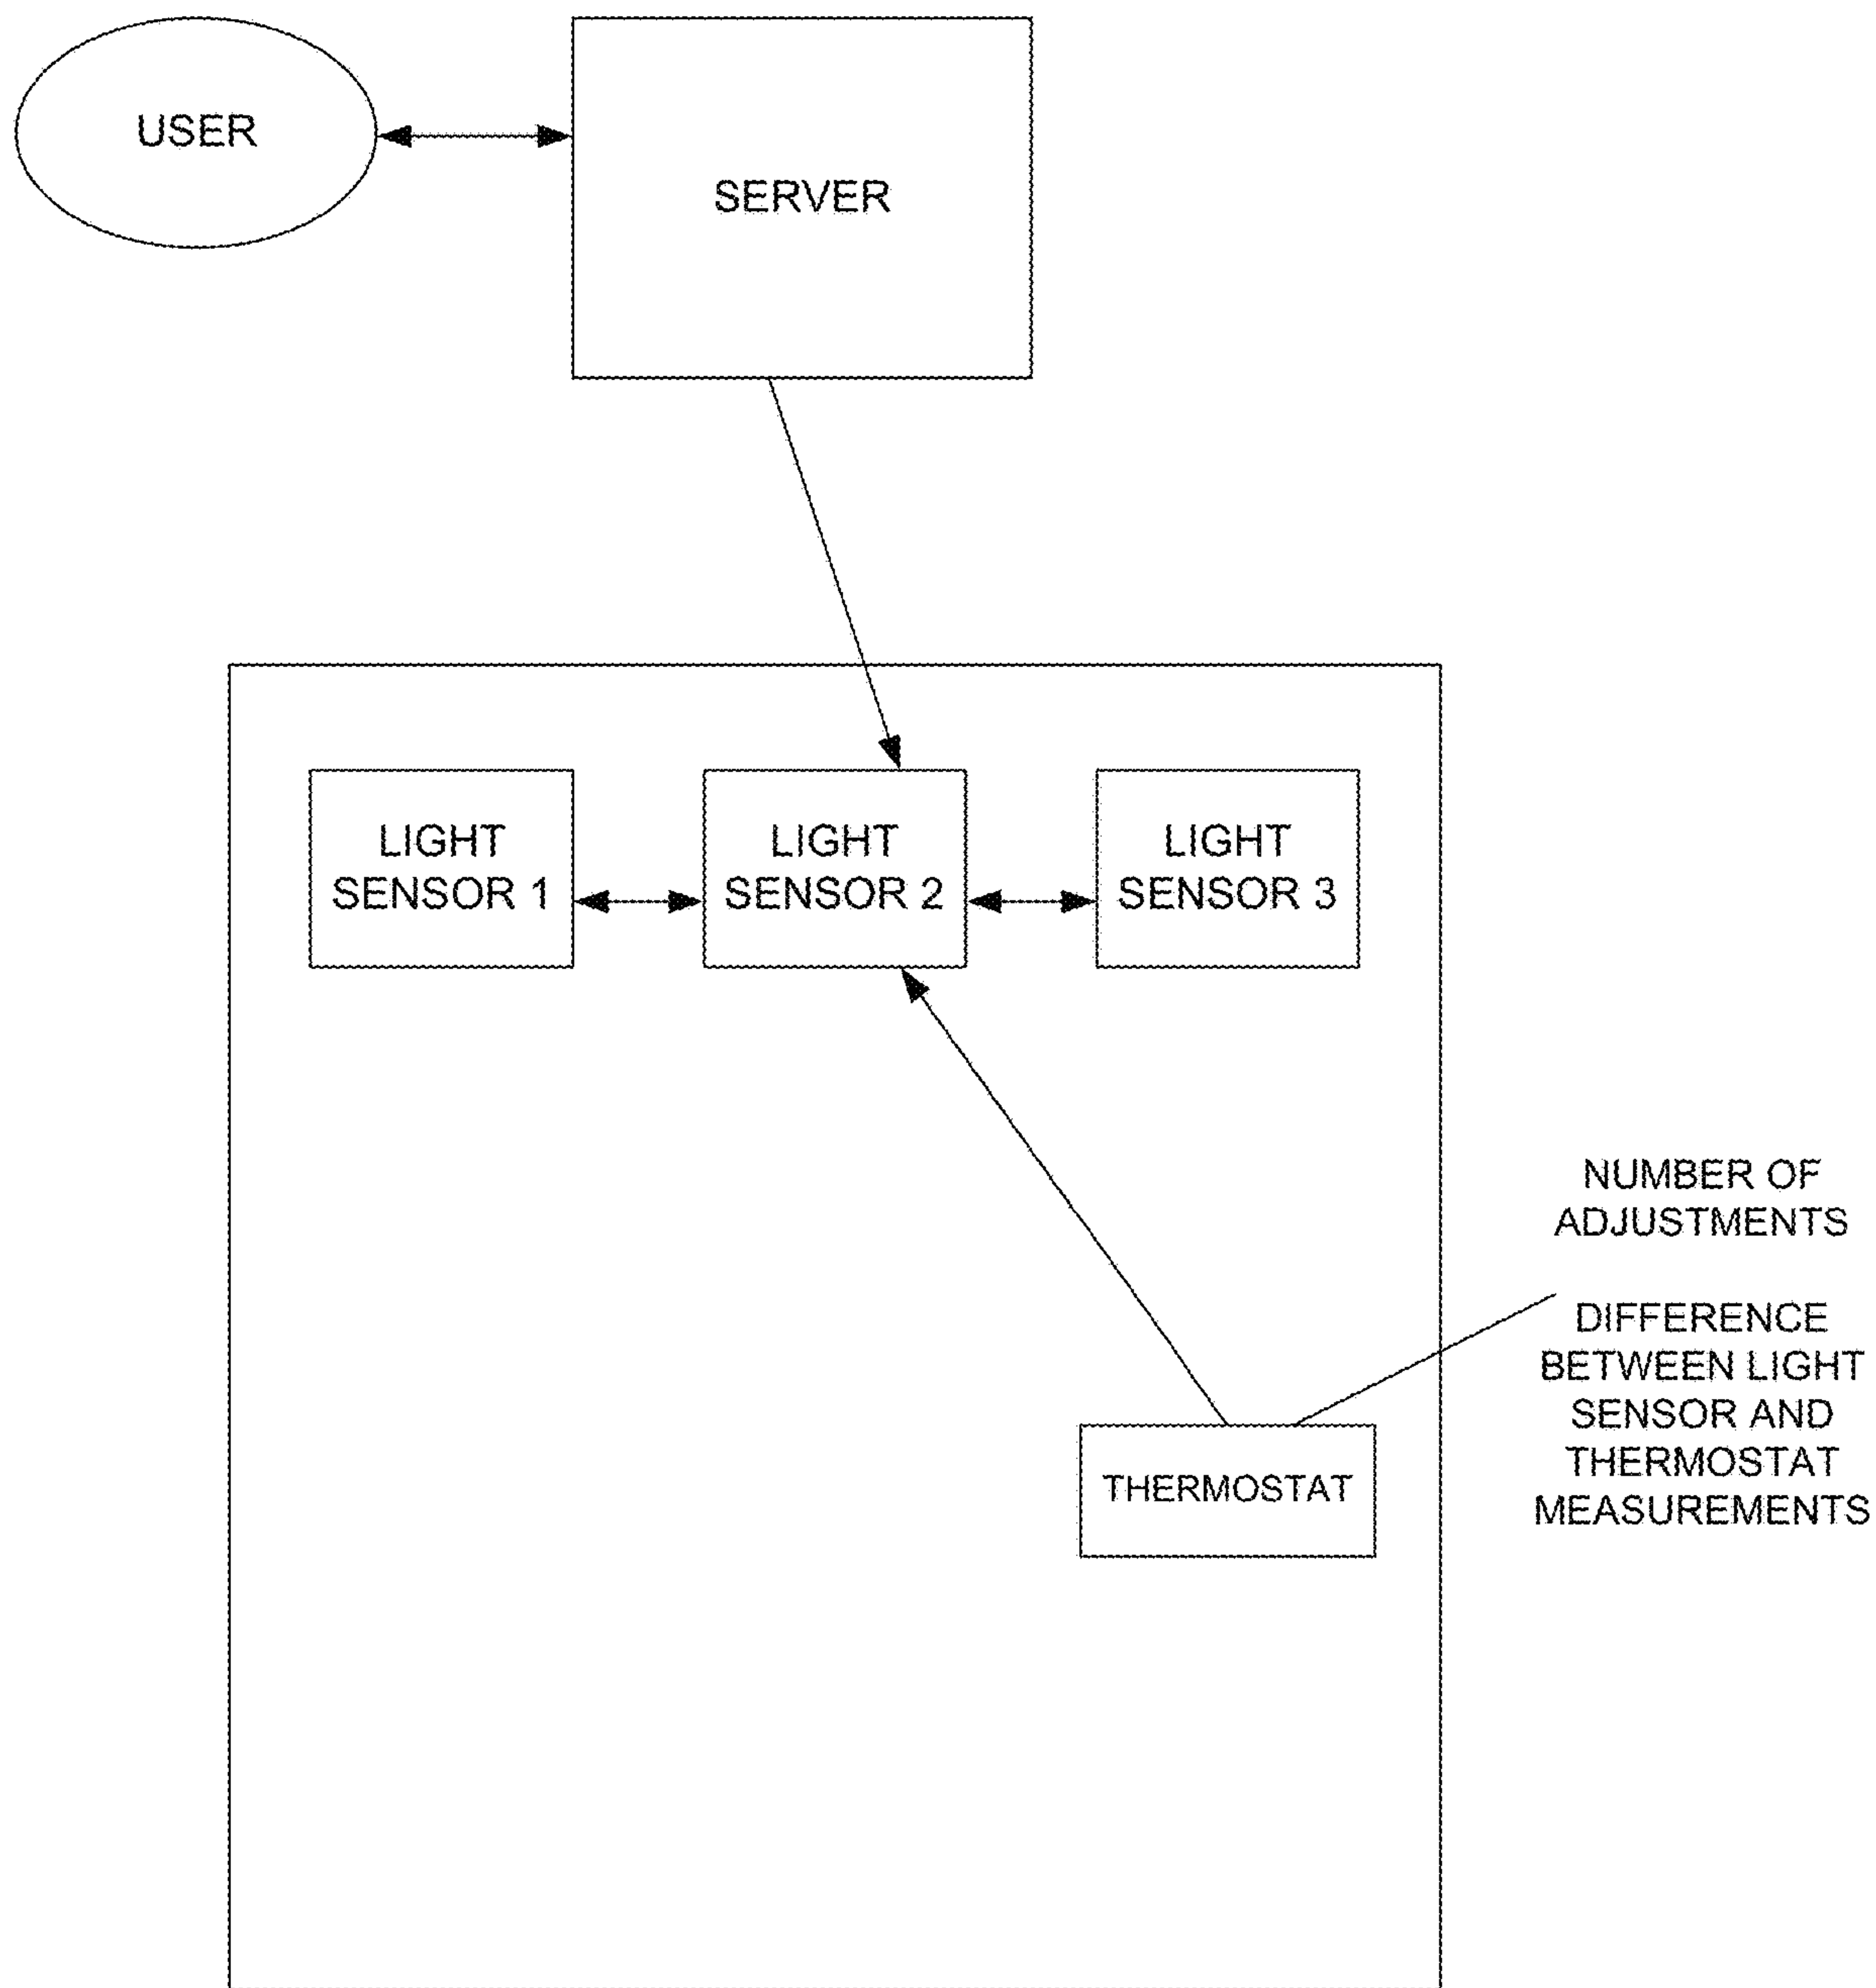 USER
SERVER
LIGHT
SENSOR 1
LIGHT
SENSOR 2
LIGHT
SENSOR 3
NUMBER OF
ADJUSTMENTS
DIFFERENCE
BETWEEN LIGHT
SENSOR AND
THERMOSTAT
MEASUREMENTS
THERMOSTAT